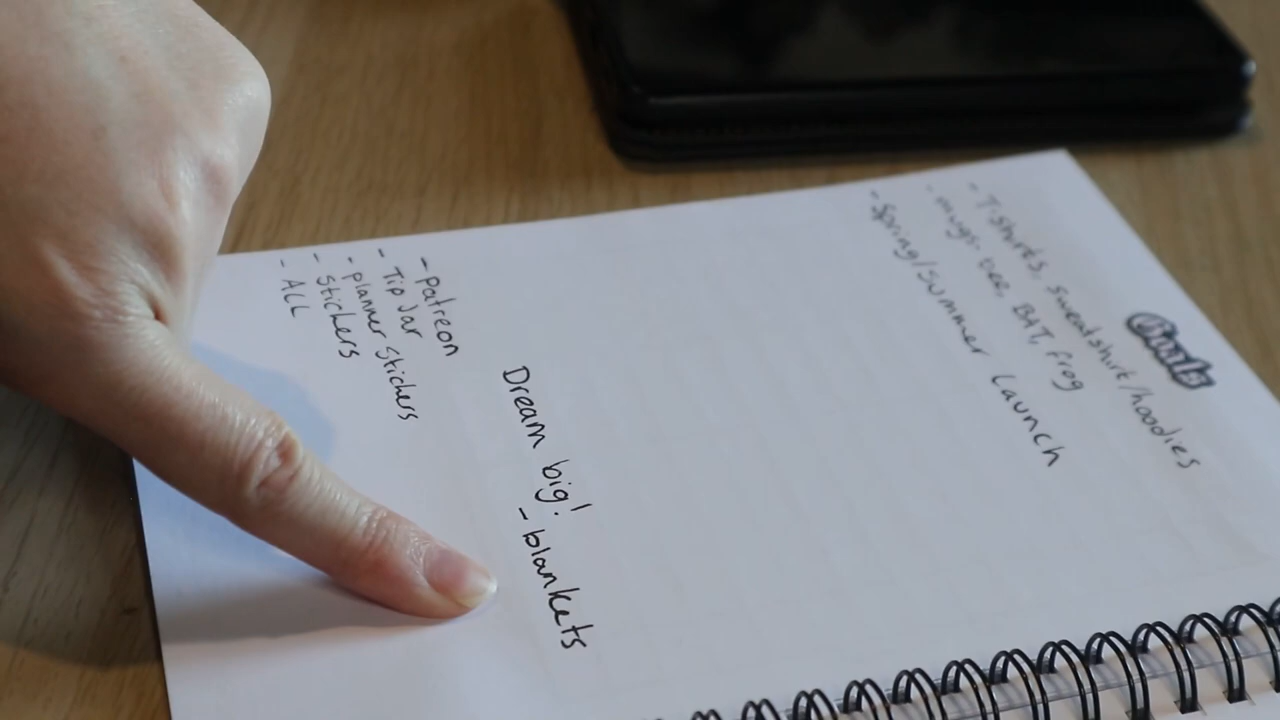 Goals
- T-shirts, sweatshirt/hoodies
- mugs: tree, BAT, frog
- Spring/Summer Launch
Dream big!
- blankets
- Patreon
- Tip Jar
- planner Stickers
- Stickers
- ALL